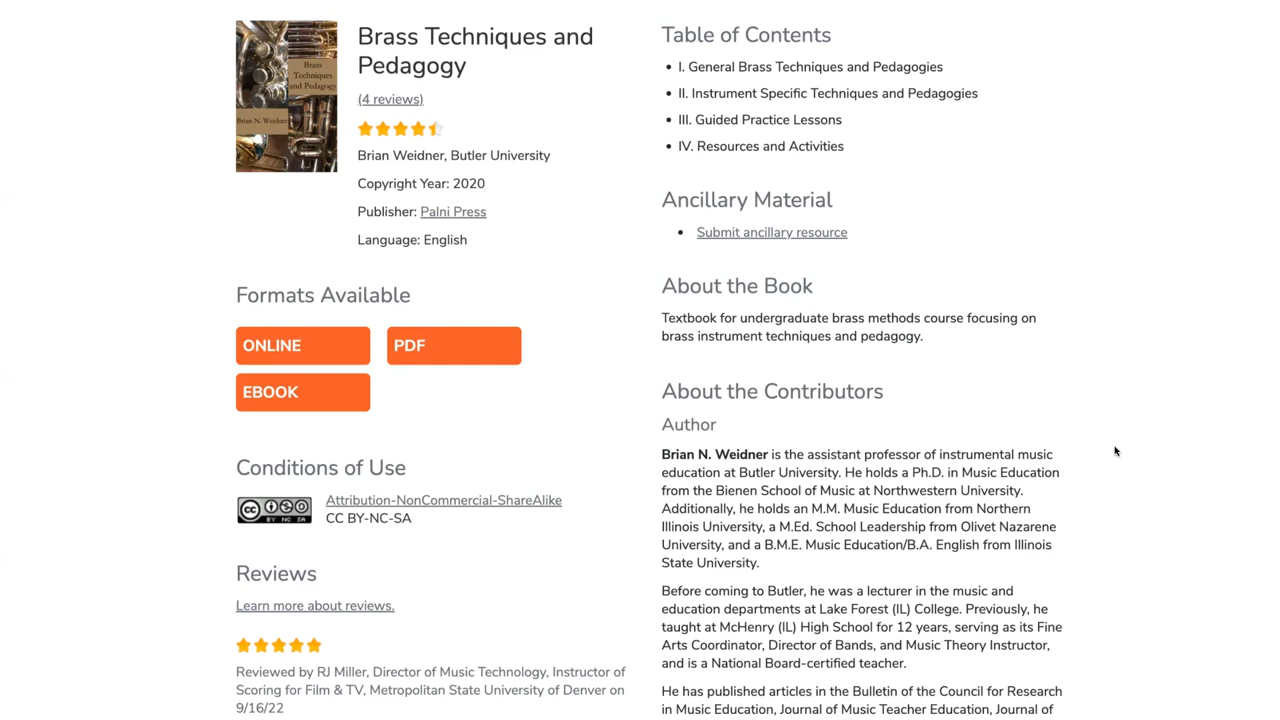 Brass
Techniques
and
Pedagogy
Brian N. Weidner
Brass Techniques and
Pedagogy
(4 reviews)
Brian Weidner, Butler University
Copyright Year: 2020
Publisher: Palni Press
Language: English
Formats Available
ONLINE
PDF
EBOOK
Conditions of Use
cc
BY NC SA
Attribution-NonCommercial-ShareAlike
CC BY-NC-SA
Reviews
Learn more about reviews.
Reviewed by RJ Miller, Director of Music Technology, Instructor of
Scoring for Film & TV, Metropolitan State University of Denver on
9/16/22
Table of Contents
• I. General Brass Techniques and Pedagogies
• II. Instrument Specific Techniques and Pedagogies
• III. Guided Practice Lessons
• IV. Resources and Activities
Ancillary Material
• Submit ancillary resource
About the Book
Textbook for undergraduate brass methods course focusing on
brass instrument techniques and pedagogy.
About the Contributors
Author
Brian N. Weidner is the assistant professor of instrumental music
education at Butler University. He holds a Ph.D. in Music Education
from the Bienen School of Music at Northwestern University.
Additionally, he holds an M.M. Music Education from Northern
Illinois University, a M.Ed. School Leadership from Olivet Nazarene
University, and a B.M.E. Music Education/B.A. English from Illinois
State University.
Before coming to Butler, he was a lecturer in the music and
education departments at Lake Forest (IL) College. Previously, he
taught at McHenry (IL) High School for 12 years, serving as its Fine
Arts Coordinator, Director of Bands, and Music Theory Instructor,
and is a National Board-certified teacher.
He has published articles in the Bulletin of the Council for Research
in Music Education, Journal of Music Teacher Education, Journal of